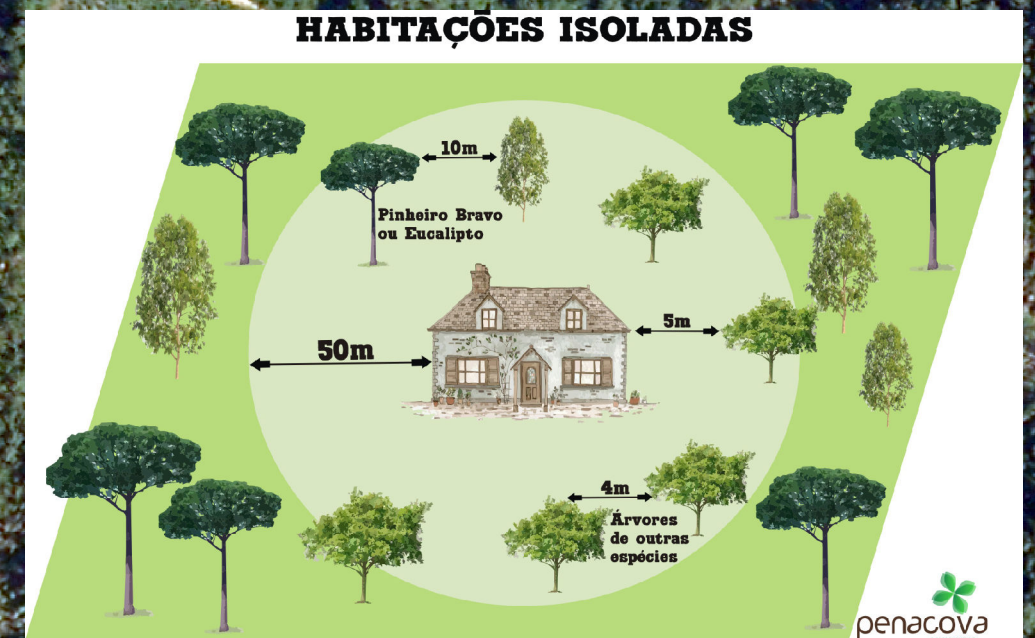 HABITAÇÕES ISOLADAS
10m
Pinheiro Bravo
ou Eucalipto
5m
50m
4m
Árvores
de outras
espécies
penacova